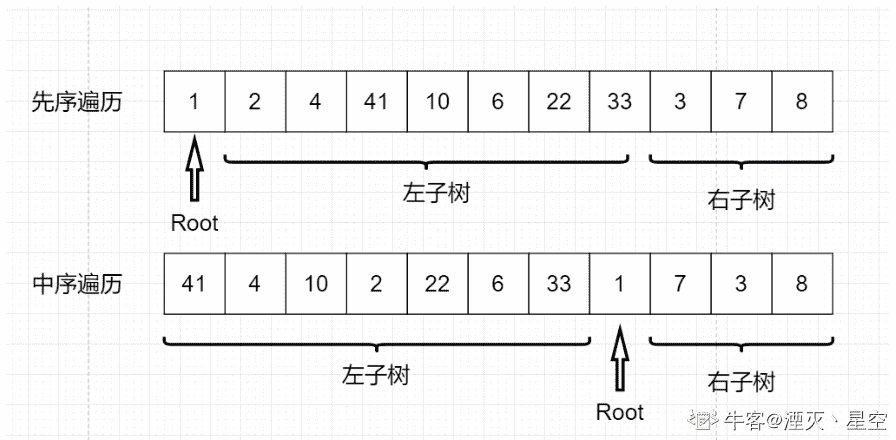 先序遍历 1 2 4 41 10 6 22 33 3 7 8
左子树 右子树
Root
中序遍历 41 4 10 2 22 6 33 1 7 3 8
左子树 右子树
Root
牛客@湮灭丶星空